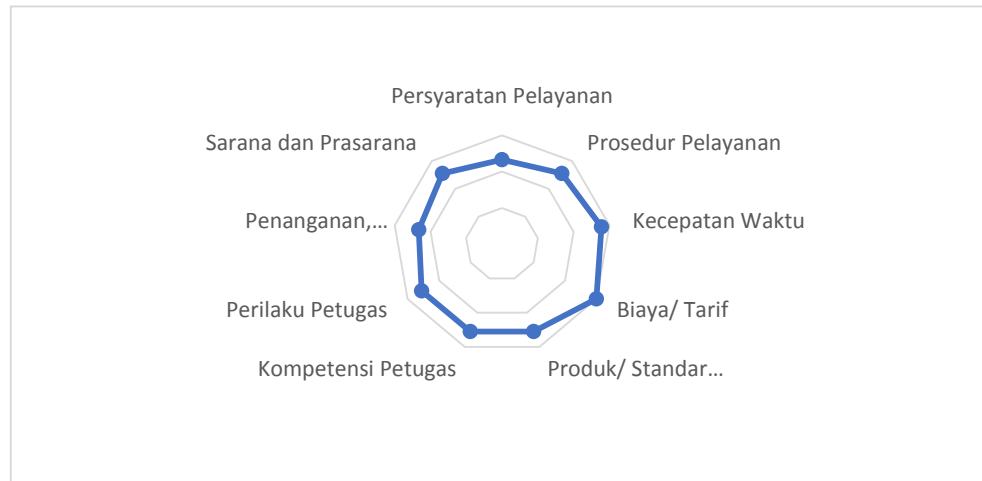 Persyaratan Pelayanan
Prosedur Pelayanan
Kecepatan Waktu
Biaya/ Tarif
Produk/ Standar...
Kompetensi Petugas
Perilaku Petugas
Penanganan,...
Sarana dan Prasarana